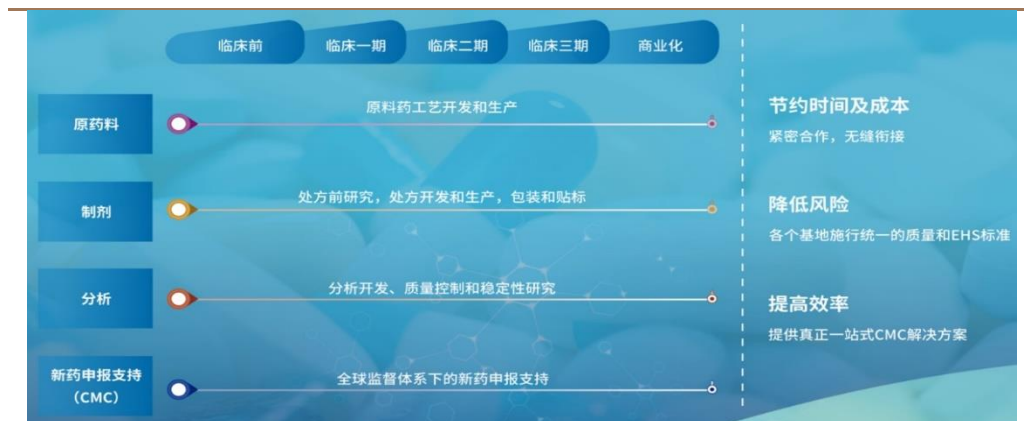 临床前 临床一期 临床二期 临床三期 商业化
原药料
原料药工艺开发和生产
制剂
处方前研究，处方开发和生产，包装和贴标
分析
分析开发、质量控制和稳定性研究
新药申报支持
（CMC）
全球监督体系下的新药申报支持
节约时间及成本
紧密合作，无缝衔接
降低风险
各个基地施行统一的质量和EHS标准
提高效率
提供真正一站式CMC解决方案